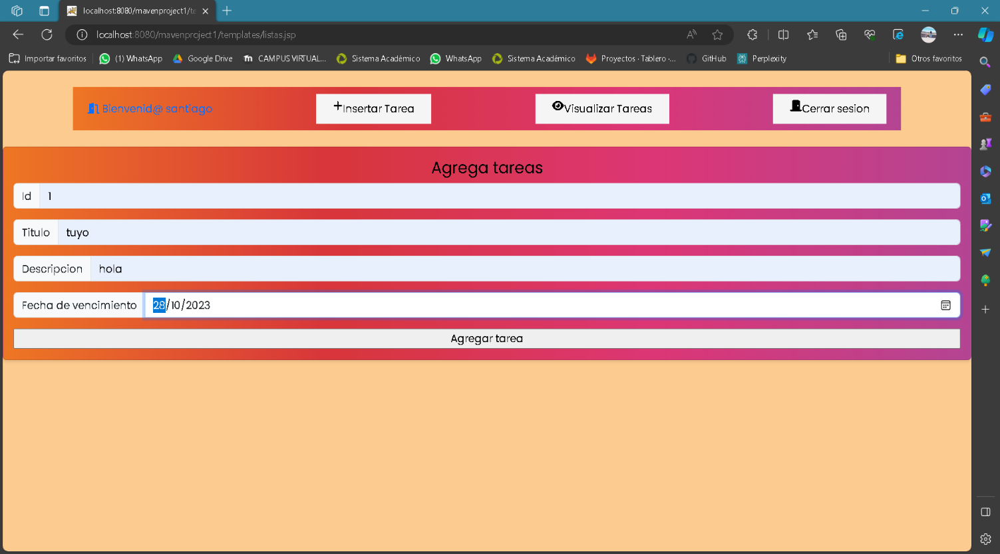 localhost:8080/mavenproject1/te
localhost:8080/mavenproject1/templates/listas.jsp
Importar favoritos (1) WhatsApp Google Drive CAMPUS VIRTUAL... Sistema Académico WhatsApp Sistema Académico Proyectos · Tablero ·... GitHub Perplexity Otros favoritos
Bienvenid@ santiago Insertar Tarea Visualizar Tareas Cerrar sesion
Agrega tareas
Id 1
Titulo tuyo
Descripcion hola
Fecha de vencimiento 28/10/2023
Agregar tarea